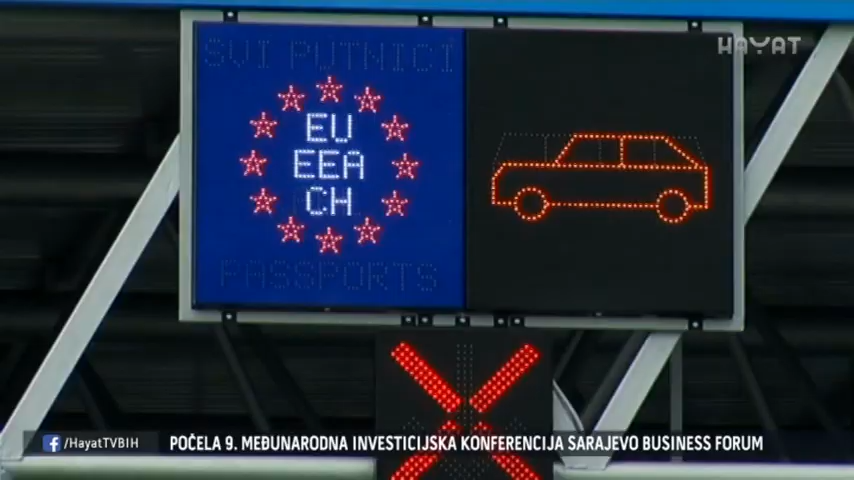 SVI PUTNICI
EU
EEA
CH
PASSPORTS
HAYAT
/HayatTVBIH
POČELA 9. MEĐUNARODNA INVESTICIJSKA KONFERENCIJA SARAJEVO BUSINESS FORUM